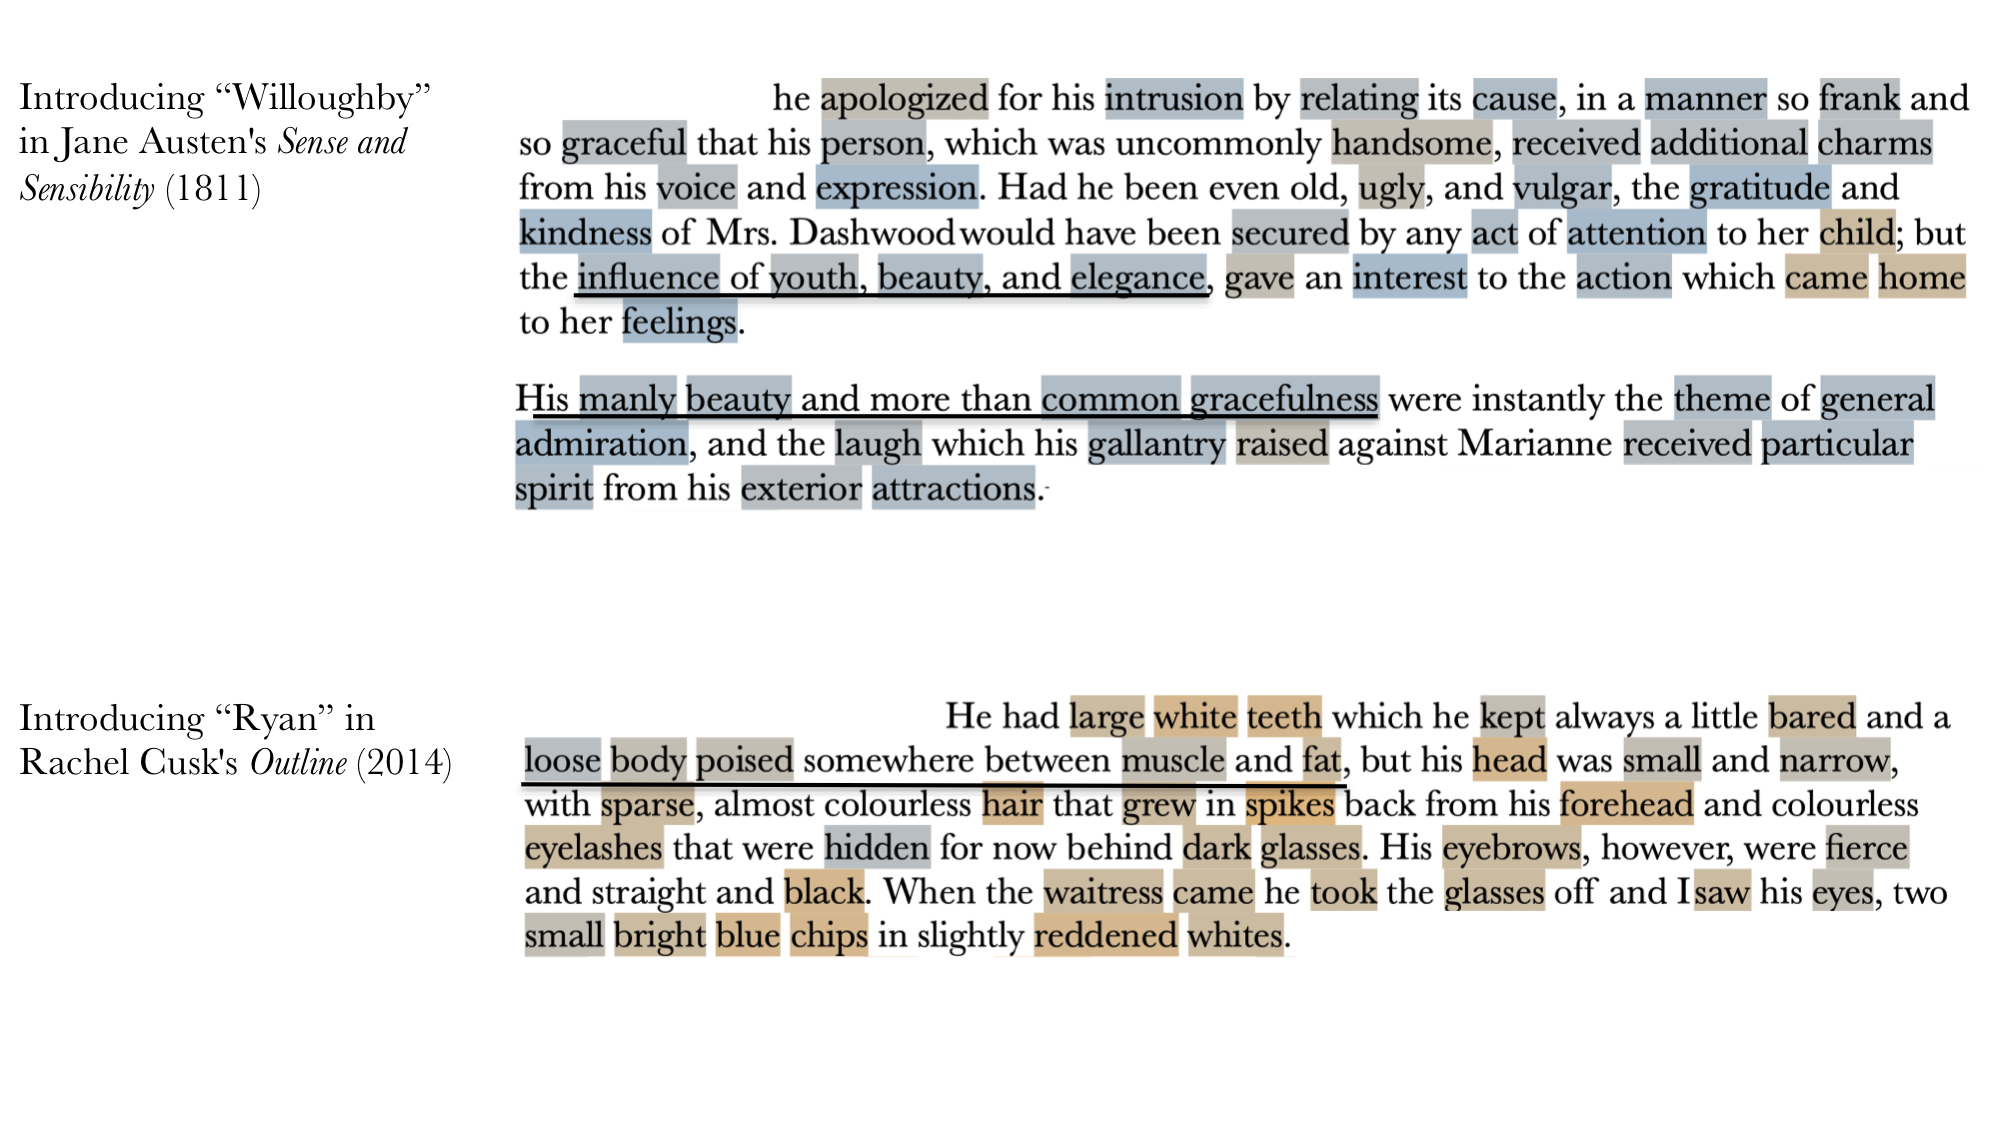 Introducing “Willoughby”
in Jane Austen's Sense and
Sensibility (1811)
he apologized for his intrusion by relating its cause, in a manner so frank and
so graceful that his person, which was uncommonly handsome, received additional charms
from his voice and expression. Had he been even old, ugly, and vulgar, the gratitude and
kindness of Mrs. Dashwood would have been secured by any act of attention to her child; but
the influence of youth, beauty, and elegance, gave an interest to the action which came home
to her feelings.
His manly beauty and more than common gracefulness were instantly the theme of general
admiration, and the laugh which his gallantry raised against Marianne received particular
spirit from his exterior attractions.
Introducing “Ryan” in
Rachel Cusk's Outline (2014)
He had large white teeth which he kept always a little bared and a
loose body poised somewhere between muscle and fat, but his head was small and narrow,
with sparse, almost colourless hair that grew in spikes back from his forehead and colourless
eyelashes that were hidden for now behind dark glasses. His eyebrows, however, were fierce
and straight and black. When the waitress came he took the glasses off and I saw his eyes, two
small bright blue chips in slightly reddened whites.